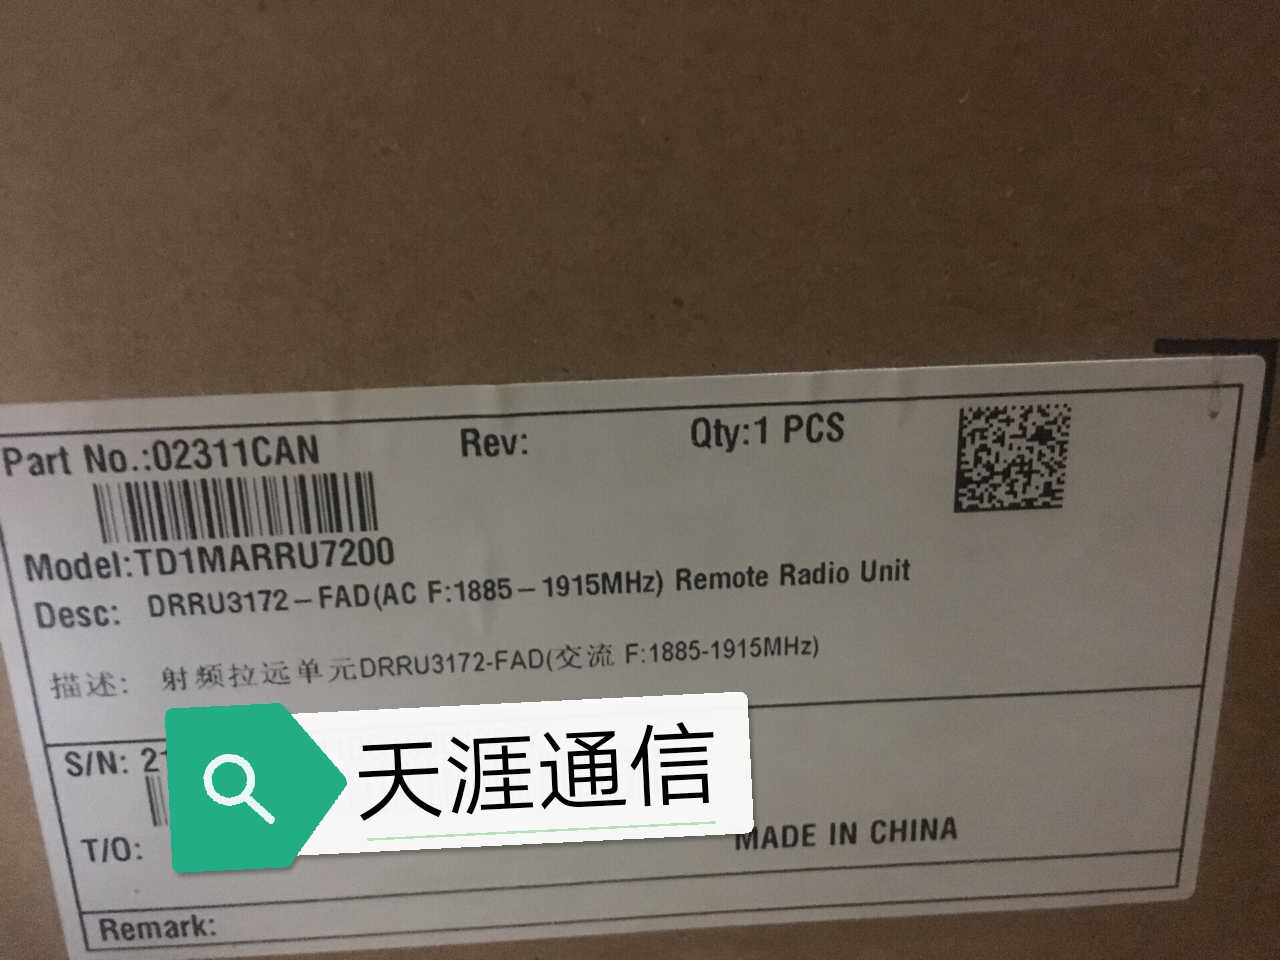 Part No.:02311CAN Rev: Qty:1 PCS
Model:TD1MARRU7200
Desc: DRRU3172-FAD(AC F:1885-1915MHz) Remote Radio Unit
描述: 射频拉远单元DRRU3172-FAD(交流 F:1885-1915MHz)
S/N: 21
天涯通信
T/O: MADE IN CHINA
Remark: